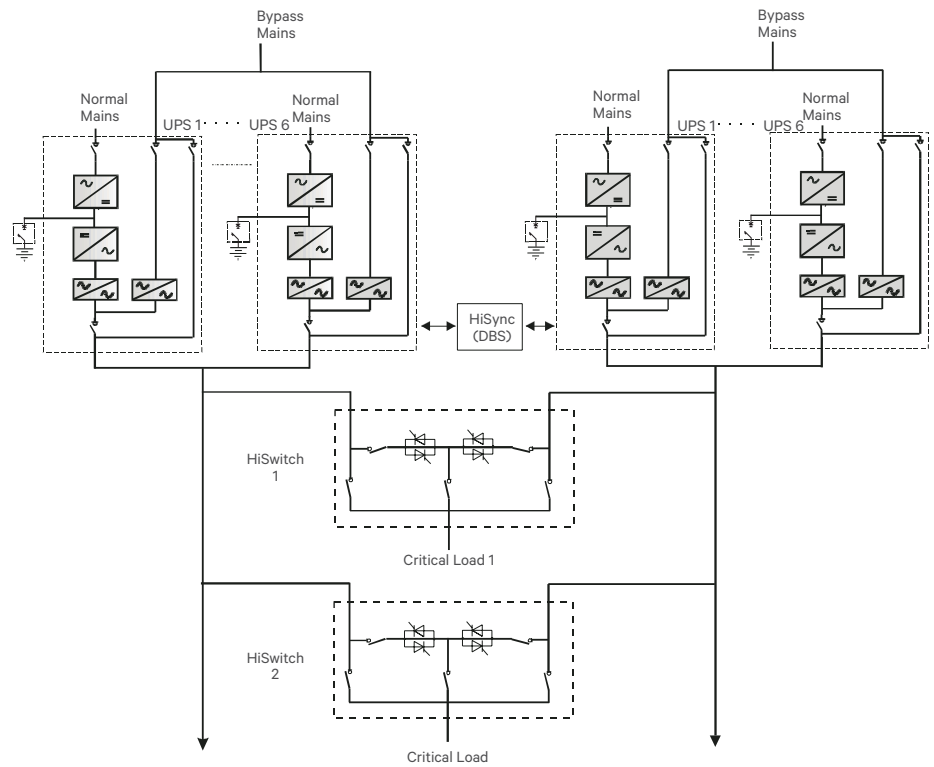 Bypass
Mains
Bypass
Mains
Normal
Mains
UPS 1
UPS 6
Normal
Mains
Normal
Mains
UPS 1
UPS 6
Normal
Mains
HiSync
(DBS)
HiSwitch
1
Critical Load 1
HiSwitch
2
Critical Load